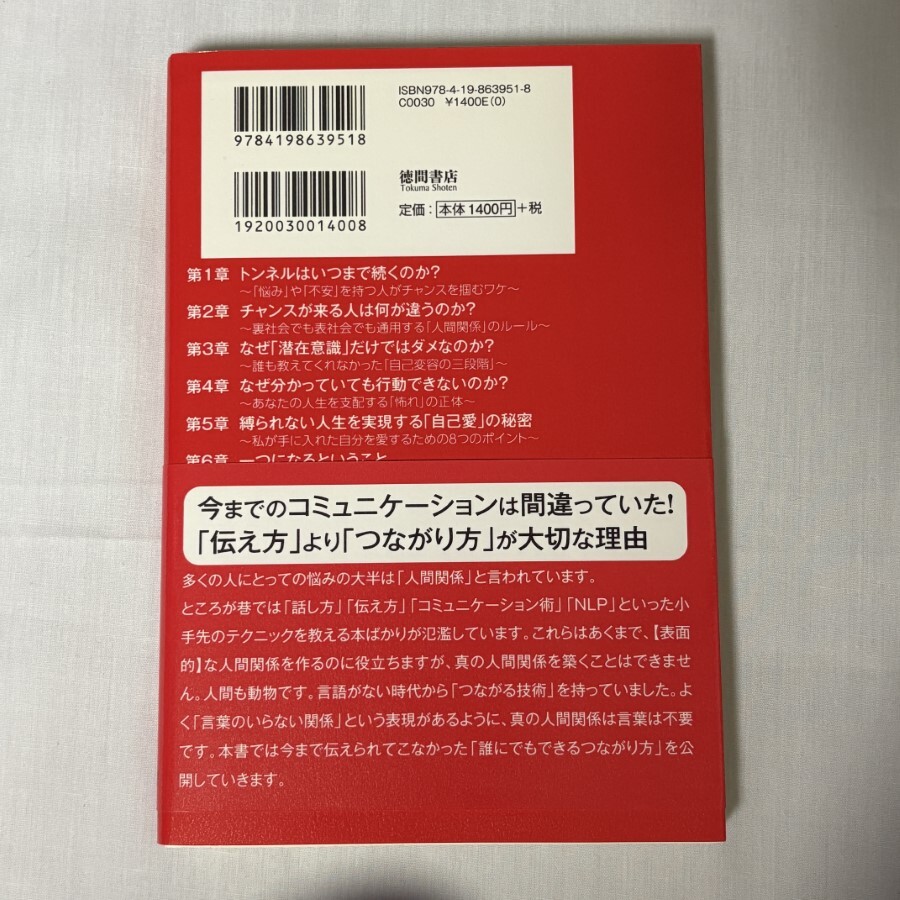 ISBN978-4-19-863951-8
C0030 ¥1400E(0)
9784198639518
徳間書店
Tokuma Shoten
定価：本体1400円＋税
1920030014008
第1章 トンネルはいつまで続くのか？
〜「悩み」や「不安」を持つ人がチャンスを掴むワケ〜
第2章 チャンスが来る人は何が違うのか？
〜裏社会でも表社会でも通用する「人間関係」のルール〜
第3章 なぜ「潜在意識」だけではダメなのか？
〜誰も教えてくれなかった「自己変容の三段階」〜
第4章 なぜ分かっていても行動できないのか？
〜あなたの人生を支配する「怖れ」の正体〜
第5章 縛られない人生を実現する「自己愛」の秘密
〜私が手に入れた自分を愛するための8つのポイント〜
第6章 一つになるということ
今までのコミュニケーションは間違っていた！
「伝え方」より「つながり方」が大切な理由
多くの人にとっての悩みの大半は「人間関係」と言われています。
ところが巷では「話し方」「伝え方」「コミュニケーション術」「NLP」といった小
手先のテクニックを教える本ばかりが氾濫しています。これらはあくまで、【表面
的】な人間関係を作るのに役立ちますが、真の人間関係を築くことはできませ
ん。人間も動物です。言語がない時代から「つながる技術」を持っていました。よ
く「言葉のいらない関係」という表現があるように、真の人間関係は言葉は不要
です。本書では今まで伝えられてこなかった「誰にでもできるつながり方」を公
開していきます。